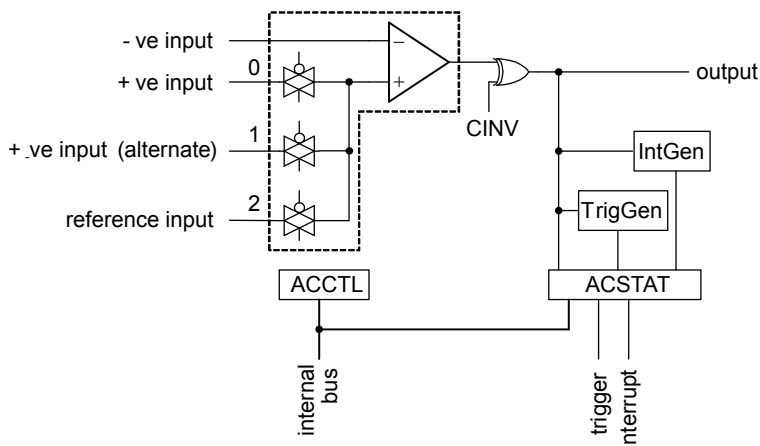 - ve input
0
+ ve input
-
+
output
CINV
1
+ -ve input (alternate)
IntGen
2
reference input
TrigGen
ACCTL
ACSTAT
internal
bus
trigger
nterrupt